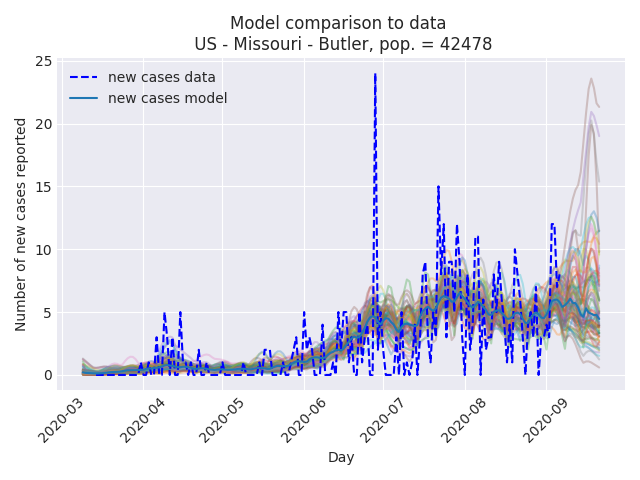 Model comparison to data
US - Missouri - Butler, pop. = 42478
new cases data
new cases model
Number of new cases reported
25
20
15
10
5
0
2020-03
2020-04
2020-05
2020-06
2020-07
2020-08
2020-09
Day